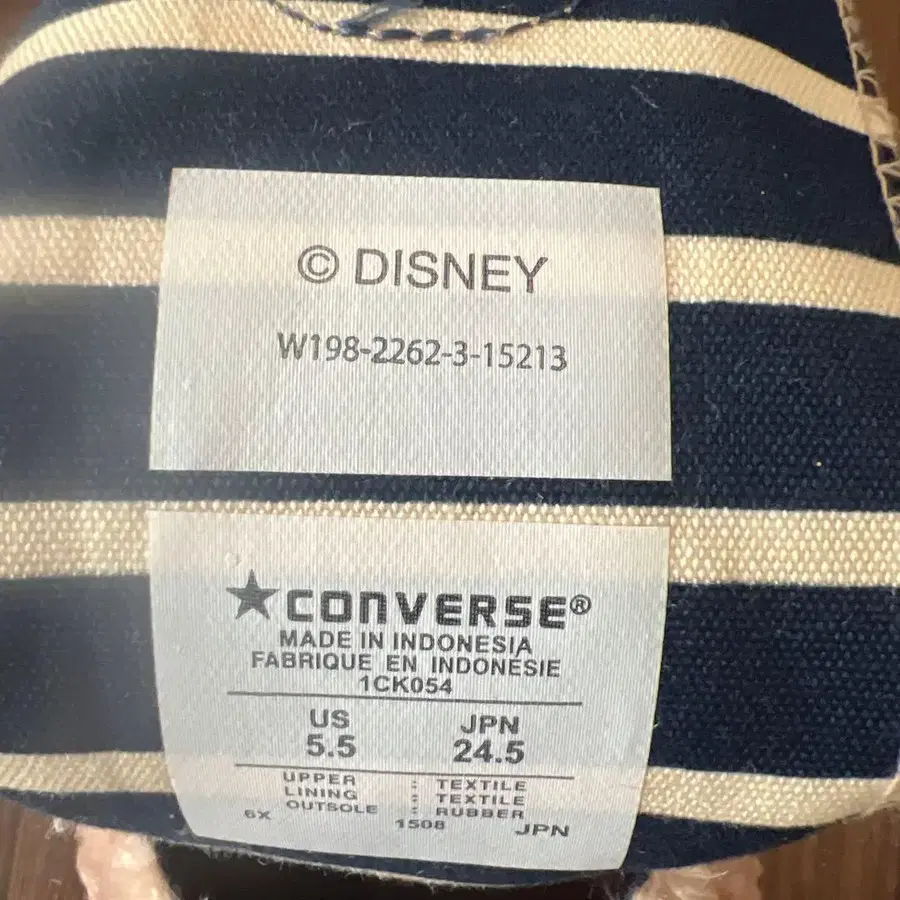 © DISNEY
W198-2262-3-15213
★CONVERSE®
MADE IN INDONESIA
FABRIQUE EN INDONESIE
1CK054
US JPN
5.5 24.5
UPPER : TEXTILE
LINING : TEXTILE
OUTSOLE : RUBBER
6X 1508 JPN